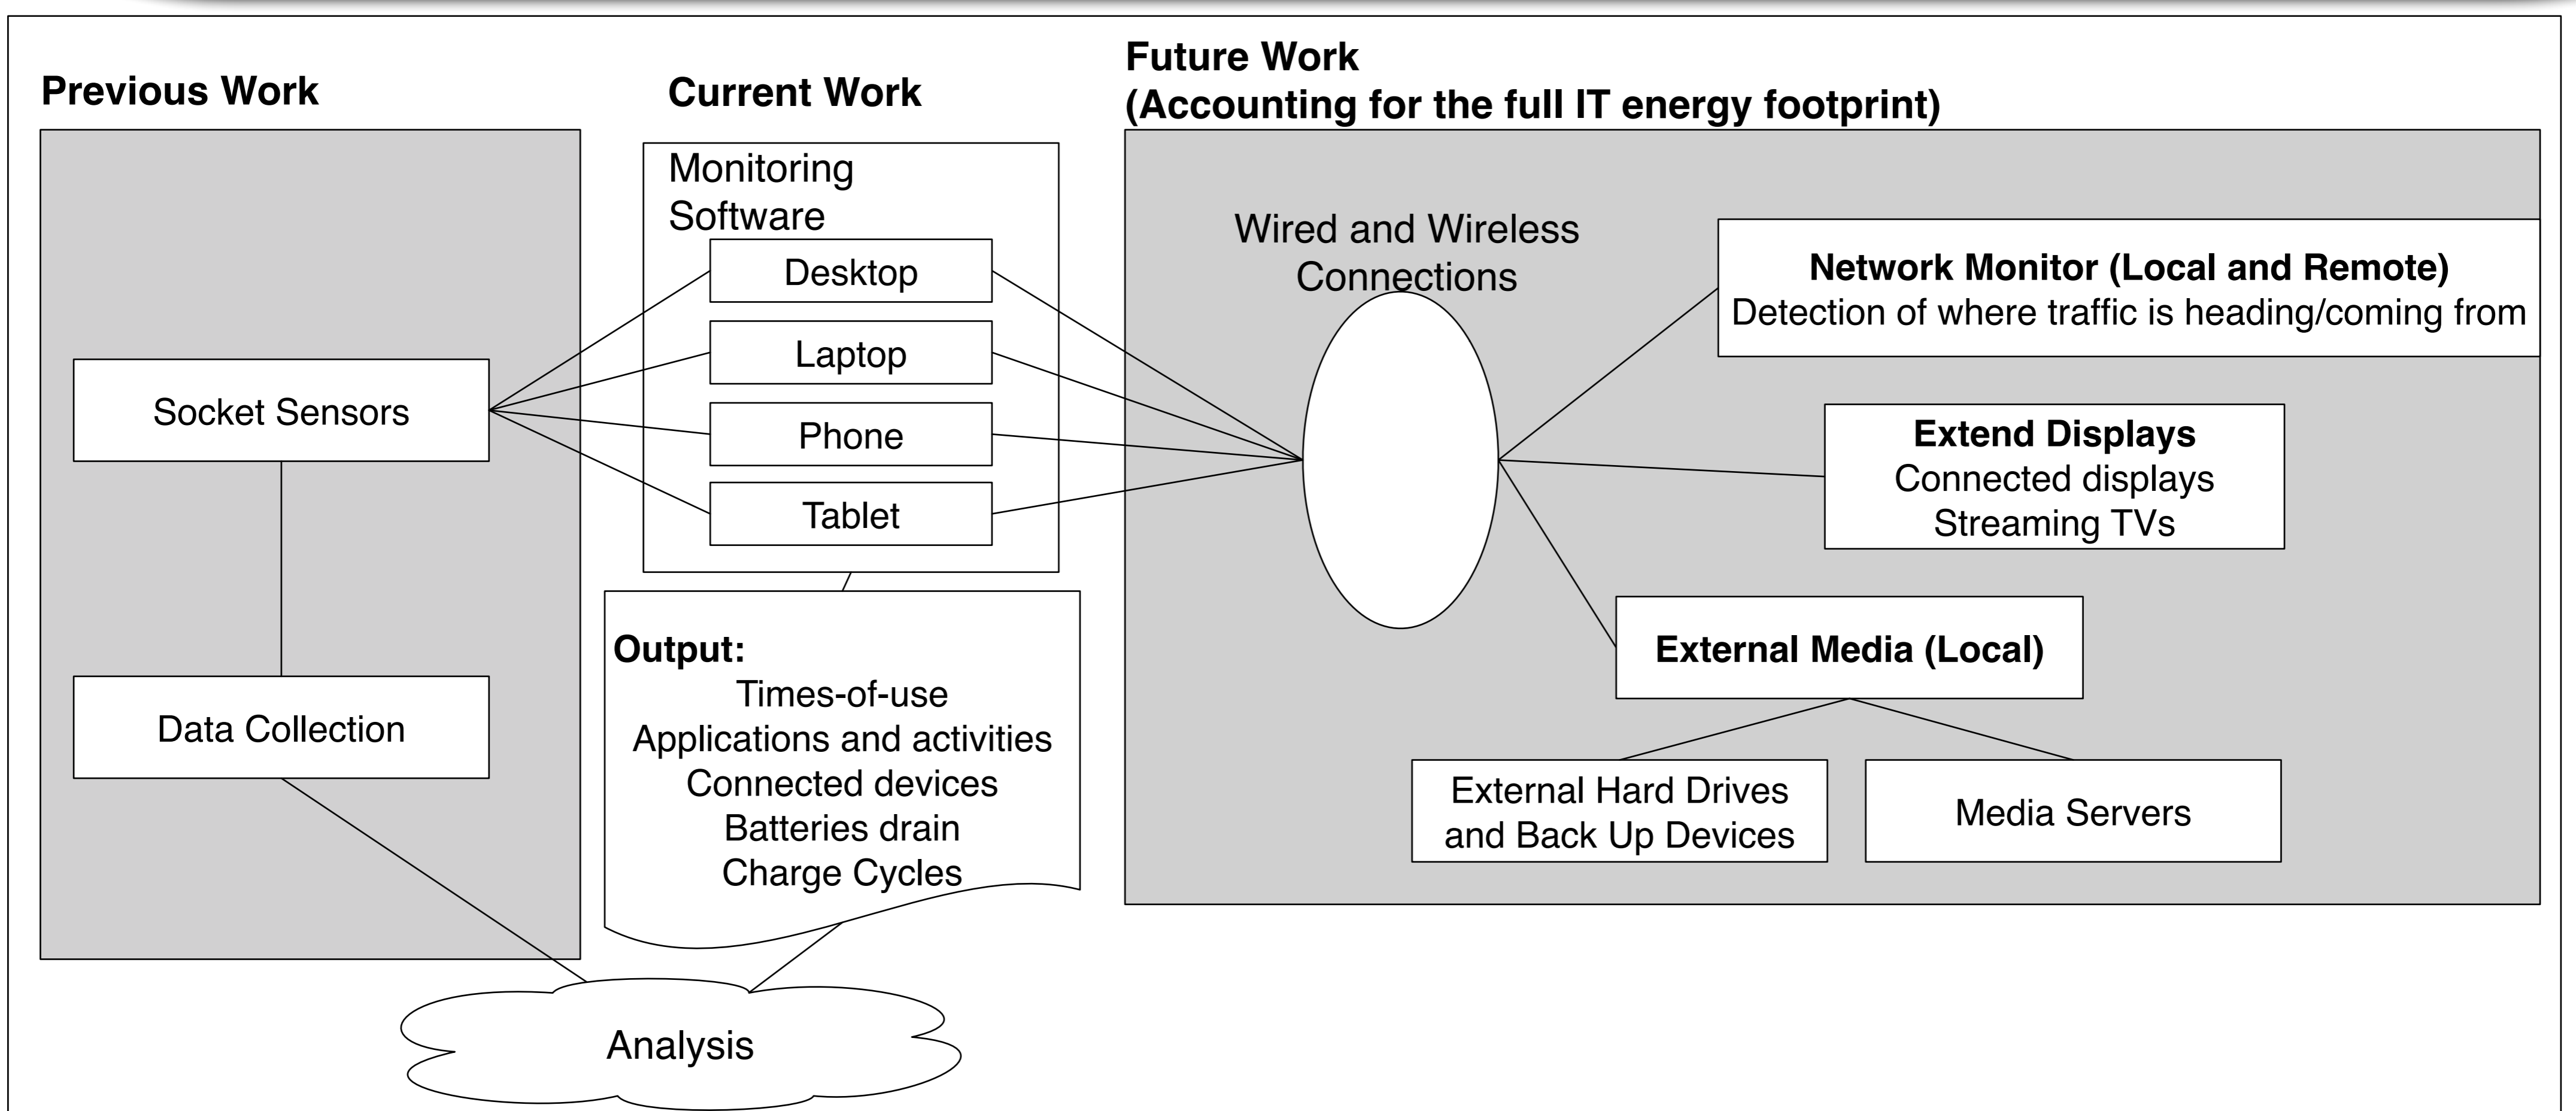 Previous Work
Socket Sensors
Data Collection
Current Work
Monitoring
Software
Desktop
Laptop
Phone
Tablet
Output:
Times-of-use
Applications and activities
Connected devices
Batteries drain
Charge Cycles
Analysis
Future Work
(Accounting for the full IT energy footprint)
Wired and Wireless
Connections
Network Monitor (Local and Remote)
Detection of where traffic is heading/coming from
Extend Displays
Connected displays
Streaming TVs
External Media (Local)
External Hard Drives
and Back Up Devices
Media Servers